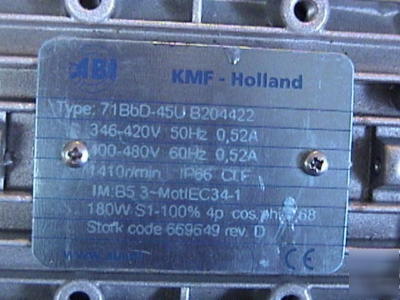 ABI
KMF - Holland
Type: 71BbD-45U B204422
346-420V 50Hz 0,52A
400-480V 60Hz 0,52A
1410r/min IP66 Cl F
IM:B5 3~Mot IEC34-1
180W S1-100% 4p cos.phi 0,68
Stork code 669649 rev. D
CE